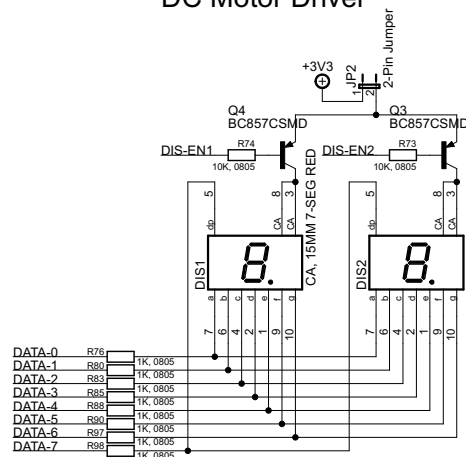 DC Motor Driver
+3V3
JP2
1
2
2-Pin Jumper
Q4
BC857CSMD
Q3
BC857CSMD
DIS-EN1
R74
10K, 0805
DIS-EN2
R73
10K, 0805
5
8
3
5
8
3
dp
CA
CA
dp
CA
CA
DIS1
8.
CA, 15MM 7-SEG RED
DIS2
8.
a
b
c
d
e
f
g
a
b
c
d
e
f
g
7
6
4
2
1
9
10
7
6
4
2
1
9
10
DATA-0 R76 1K, 0805
DATA-1 R80 1K, 0805
DATA-2 R83 1K, 0805
DATA-3 R85 1K, 0805
DATA-4 R88 1K, 0805
DATA-5 R90 1K, 0805
DATA-6 R97 1K, 0805
DATA-7 R98 1K, 0805